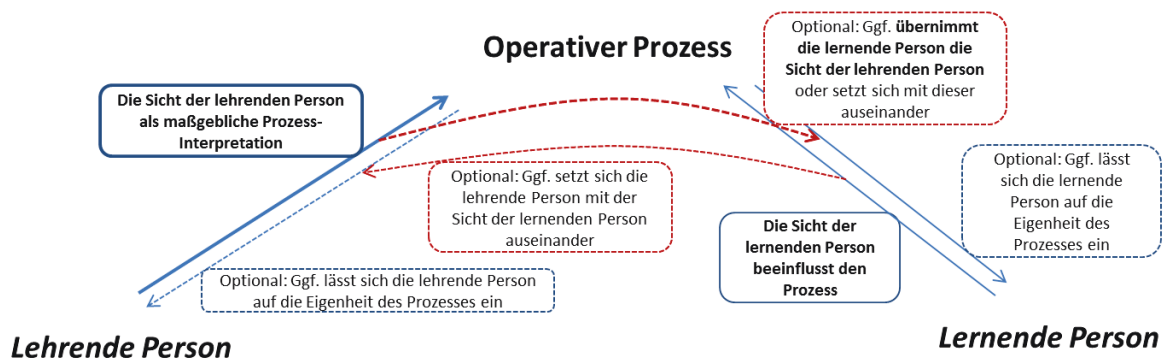 Operativer Prozess
Die Sicht der lehrenden Person
als maßgebliche Prozess-
Interpretation
Optional: Ggf. übernimmt
die lernende Person die
Sicht der lehrenden Person
oder setzt sich mit dieser
auseinander
Optional: Ggf. setzt sich die
lehrende Person mit der
Sicht der lernenden Person
auseinander
Optional: Ggf. lässt
sich die lernende
Person auf die
Eigenheit des
Prozesses ein
Die Sicht der
lernenden Person
beeinflusst den
Prozess
Optional: Ggf. lässt sich die lehrende Person
auf die Eigenheit des Prozesses ein
Lehrende Person
Lernende Person